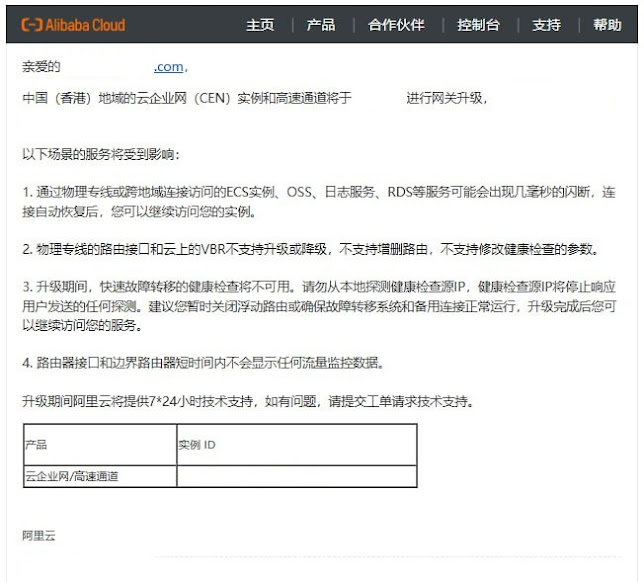 Alibaba Cloud 主页 | 产品 | 合作伙伴 | 控制台 | 支持 | 帮助
亲爱的 .com,
中国（香港）地域的云企业网（CEN）实例和高速通道将于 进行网关升级，
以下场景的服务将受到影响：
1. 通过物理专线或跨地域连接访问的ECS实例、OSS、日志服务、RDS等服务可能会出现几毫秒的闪断，连
接自动恢复后，您可以继续访问您的实例。
2. 物理专线的路由接口和云上的VBR不支持升级或降级，不支持增删路由，不支持修改健康检查的参数。
3. 升级期间，快速故障转移的健康检查将不可用。请勿从本地探测健康检查源IP，健康检查源IP将停止响应
用户发送的任何探测。建议您暂时关闭浮动路由或确保故障转移系统和备用连接正常运行，升级完成后您可
以继续访问您的服务。
4. 路由器接口和边界路由器短时间内不会显示任何流量监控数据。
升级期间阿里云将提供7*24小时技术支持，如有问题，请提交工单请求技术支持。
产品 实例 ID
云企业网/高速通道
阿里云